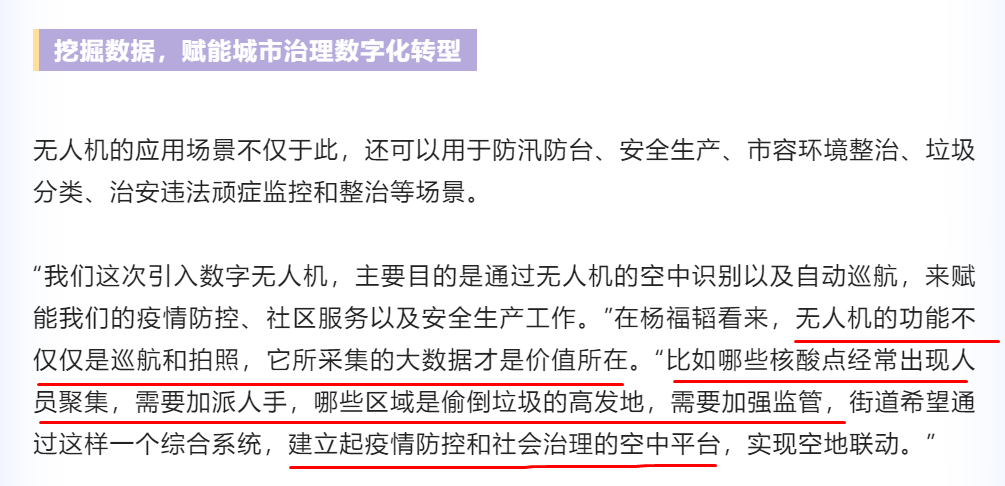 挖掘数据，赋能城市治理数字化转型
无人机的应用场景不仅于此，还可以用于防汛防台、安全生产、市容环境整治、垃圾
分类、治安违法顽症监控和整治等场景。
“我们这次引入数字无人机，主要目的是通过无人机的空中识别以及自动巡航，来赋
能我们的疫情防控、社区服务以及安全生产工作。”在杨福韬看来，无人机的功能不
仅仅是巡航和拍照，它所采集的大数据才是价值所在。“比如哪些核酸点经常出现人
员聚集，需要加派人手，哪些区域是偷倒垃圾的高发地，需要加强监管，街道希望通
过这样一个综合系统，建立起疫情防控和社会治理的空中平台，实现空地联动。”